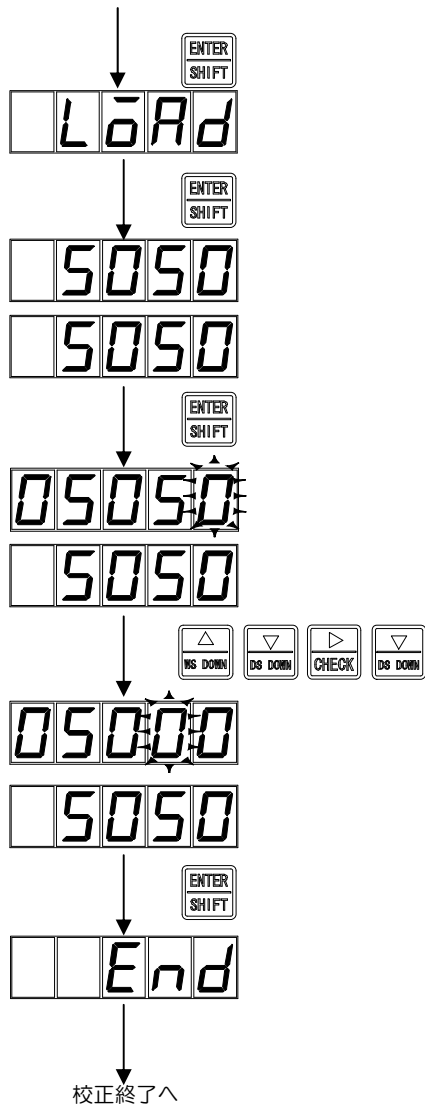 ENTER
SHIFT
LōAd
ENTER
SHIFT
5050
5050
ENTER
SHIFT
05050
5050
△ ▽ ▷ ▽
WS DOWN DS DOWN CHECK DS DOWN
05000
5050
ENTER
SHIFT
End
校正終了へ